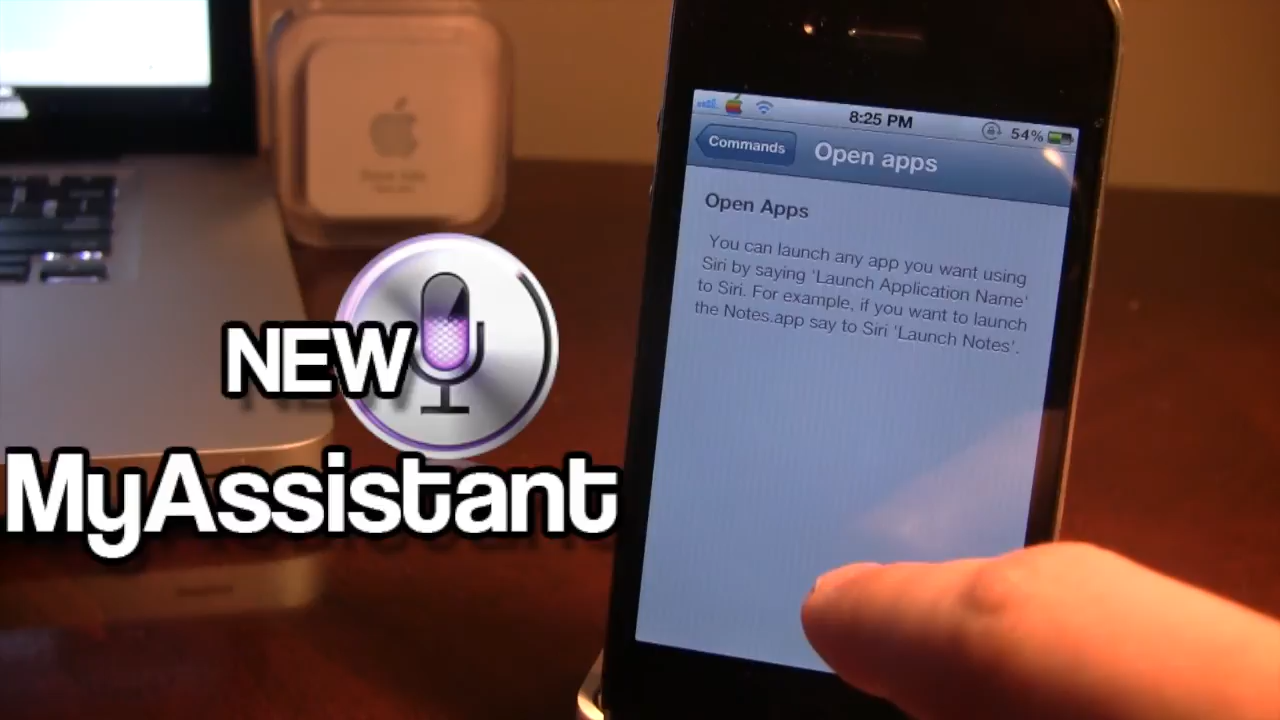 8:25 PM
54%
Commands
Open apps
Open Apps
You can launch any app you want using
Siri by saying 'Launch Application Name'
to Siri. For example, if you want to launch
the Notes.app say to Siri 'Launch Notes'.
NEW
MyAssistant